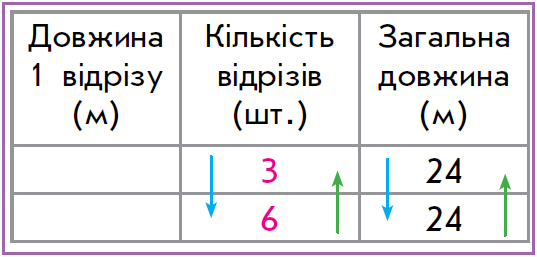 Довжина Кількість Загальна
1 відрізу відрізів довжина
(м) (шт.) (м)
3 24
6 24